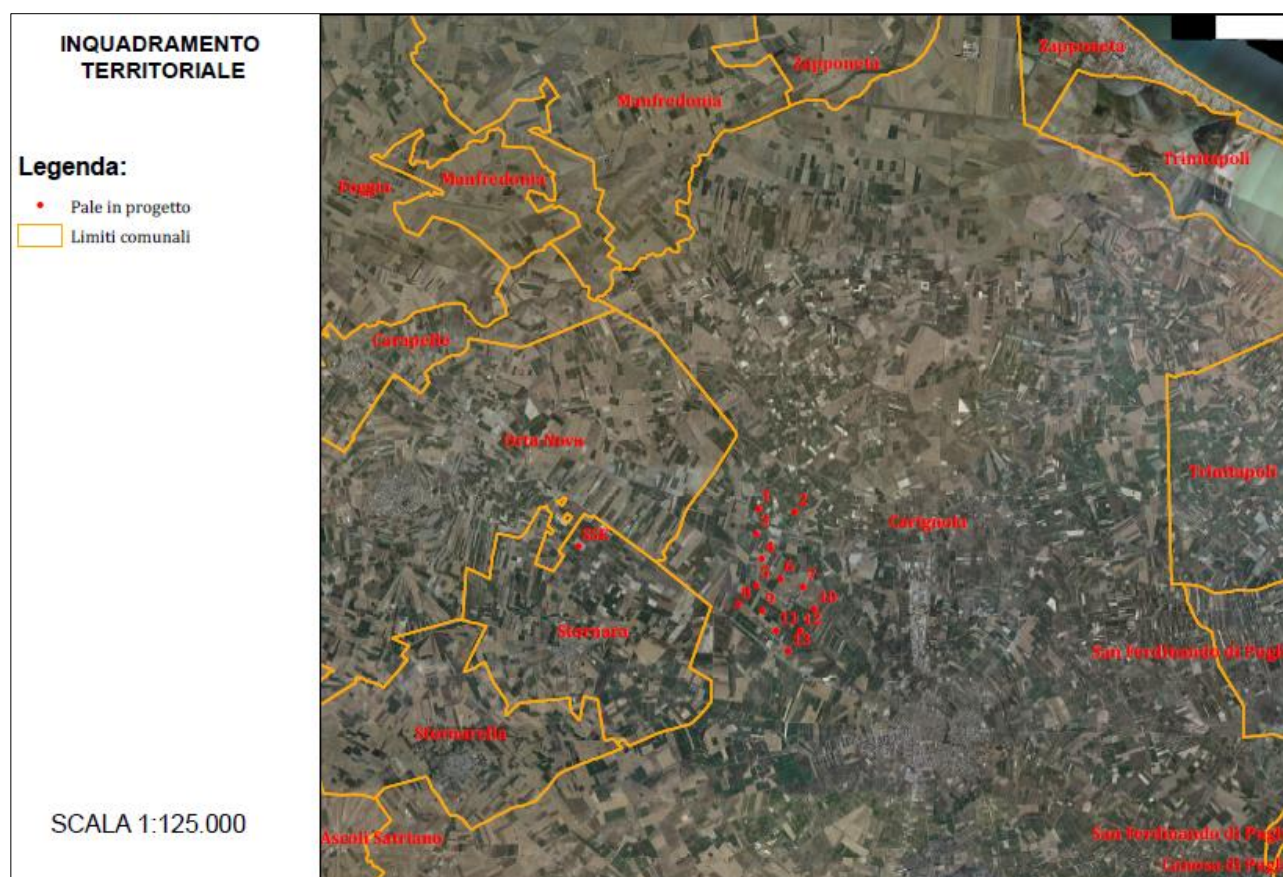 INQUADRAMENTO
TERRITORIALE
Legenda:
Pale in progetto
Limiti comunali
SCALA 1:125.000
Zapponeta
Zapponeta
Manfredonia
Trinitapoli
Foggia
Manfredonia
Carapelle
Orta Nova
Trinitapoli
1
2
Cerignola
3
SSE
5
6
7
8
9
10
11
12
13
Stornara
San Ferdinando di Pugl
Stornarella
Ascoli Satriano
San Ferdinando di Pugl
Canosa di Pugl